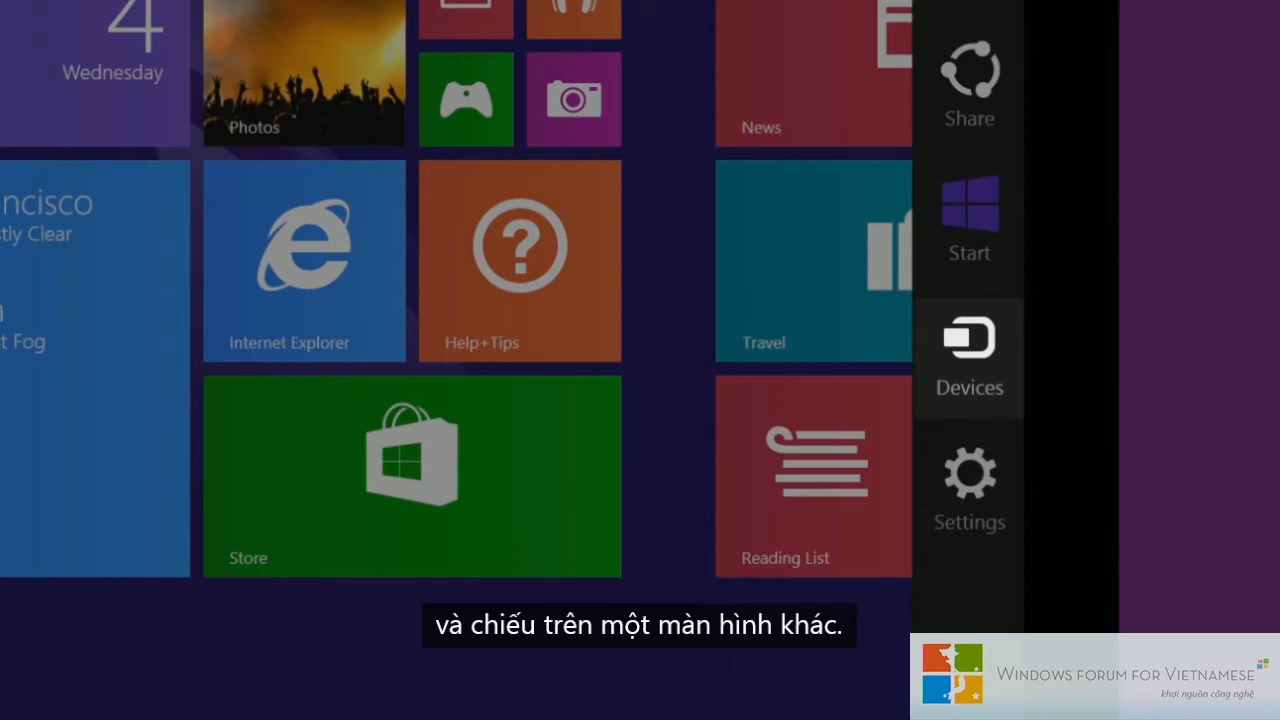 4
Wednesday
Photos
News
Share
ncisco
tly Clear
Start
t Fog
Internet Explorer
Help+Tips
Travel
Devices
Settings
Store
Reading List
và chiếu trên một màn hình khác.
WINDOWS FORUM FOR VIETNAMESE
khơi nguồn công nghệ